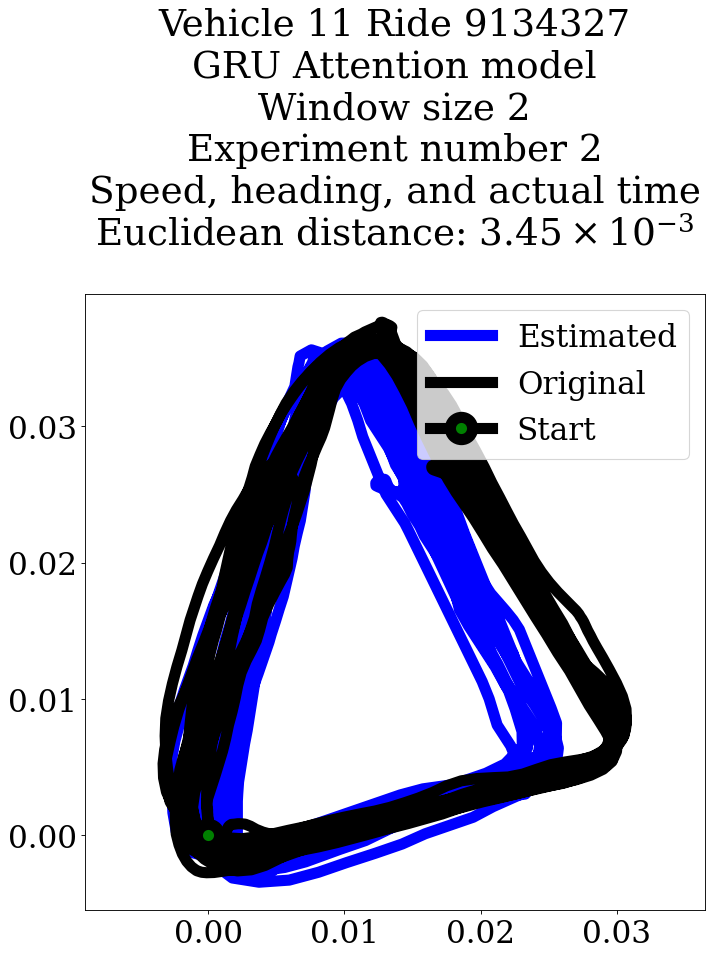 Vehicle 11 Ride 9134327
GRU Attention model
Window size 2
Experiment number 2
Speed, heading, and actual time
Euclidean distance: 3.45 × 10⁻³
Estimated
Original
Start
0.03
0.02
0.01
0.00
0.00 0.01 0.02 0.03